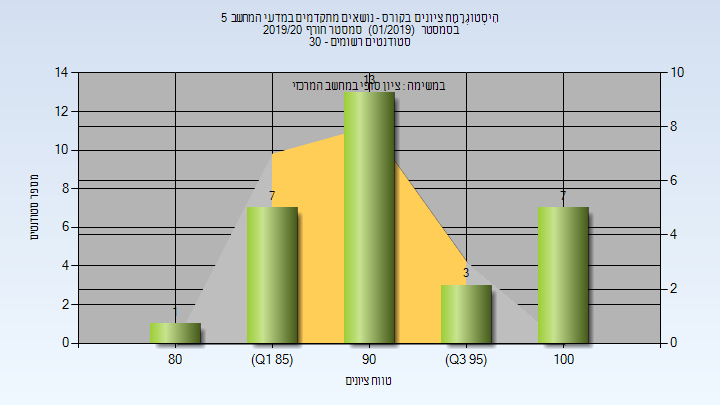 הִיסְטוֹגְרָמַת ציונים בקורס - נושאים מתקדמים במדעי המחשב 5
בסמסטר (01/2019) סמסטר חורף 2019/20
סטודנטים רשומים - 30
במשימה : ציון סופי במחשב המרכזי
מספר סטודנטים
14
12
10
8
6
4
2
0
10
8
6
4
2
0
1
7
13
3
7
80
(Q1 85)
90
(Q3 95)
100
טווח ציונים